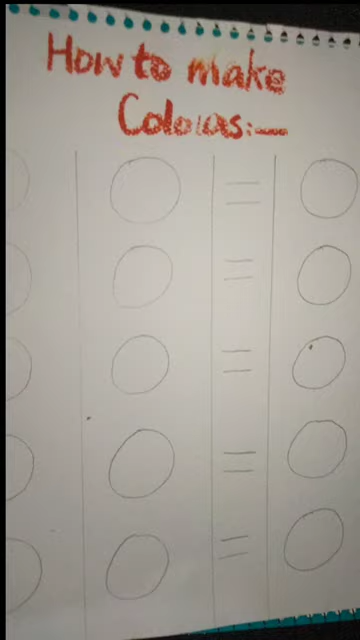 How to make
Colours:—
= 
=
=
=
=